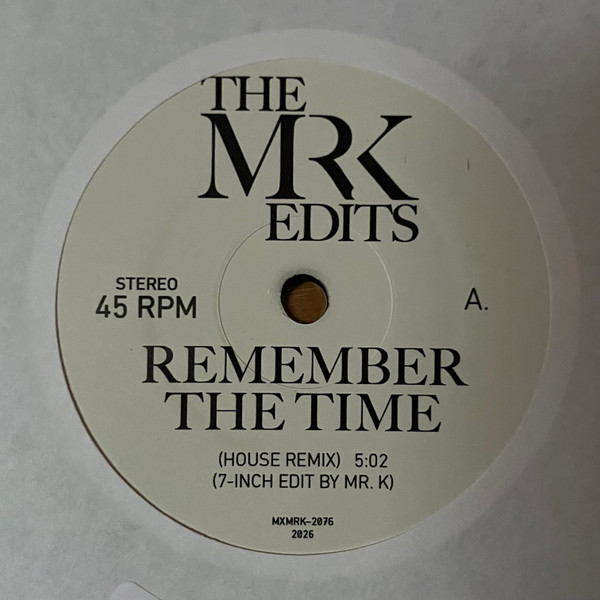 THE
MRK
EDITS
STEREO
45 RPM
A.
REMEMBER
THE TIME
(HOUSE REMIX) 5:02
(7-INCH EDIT BY MR. K)
MXMRK-2076
2026